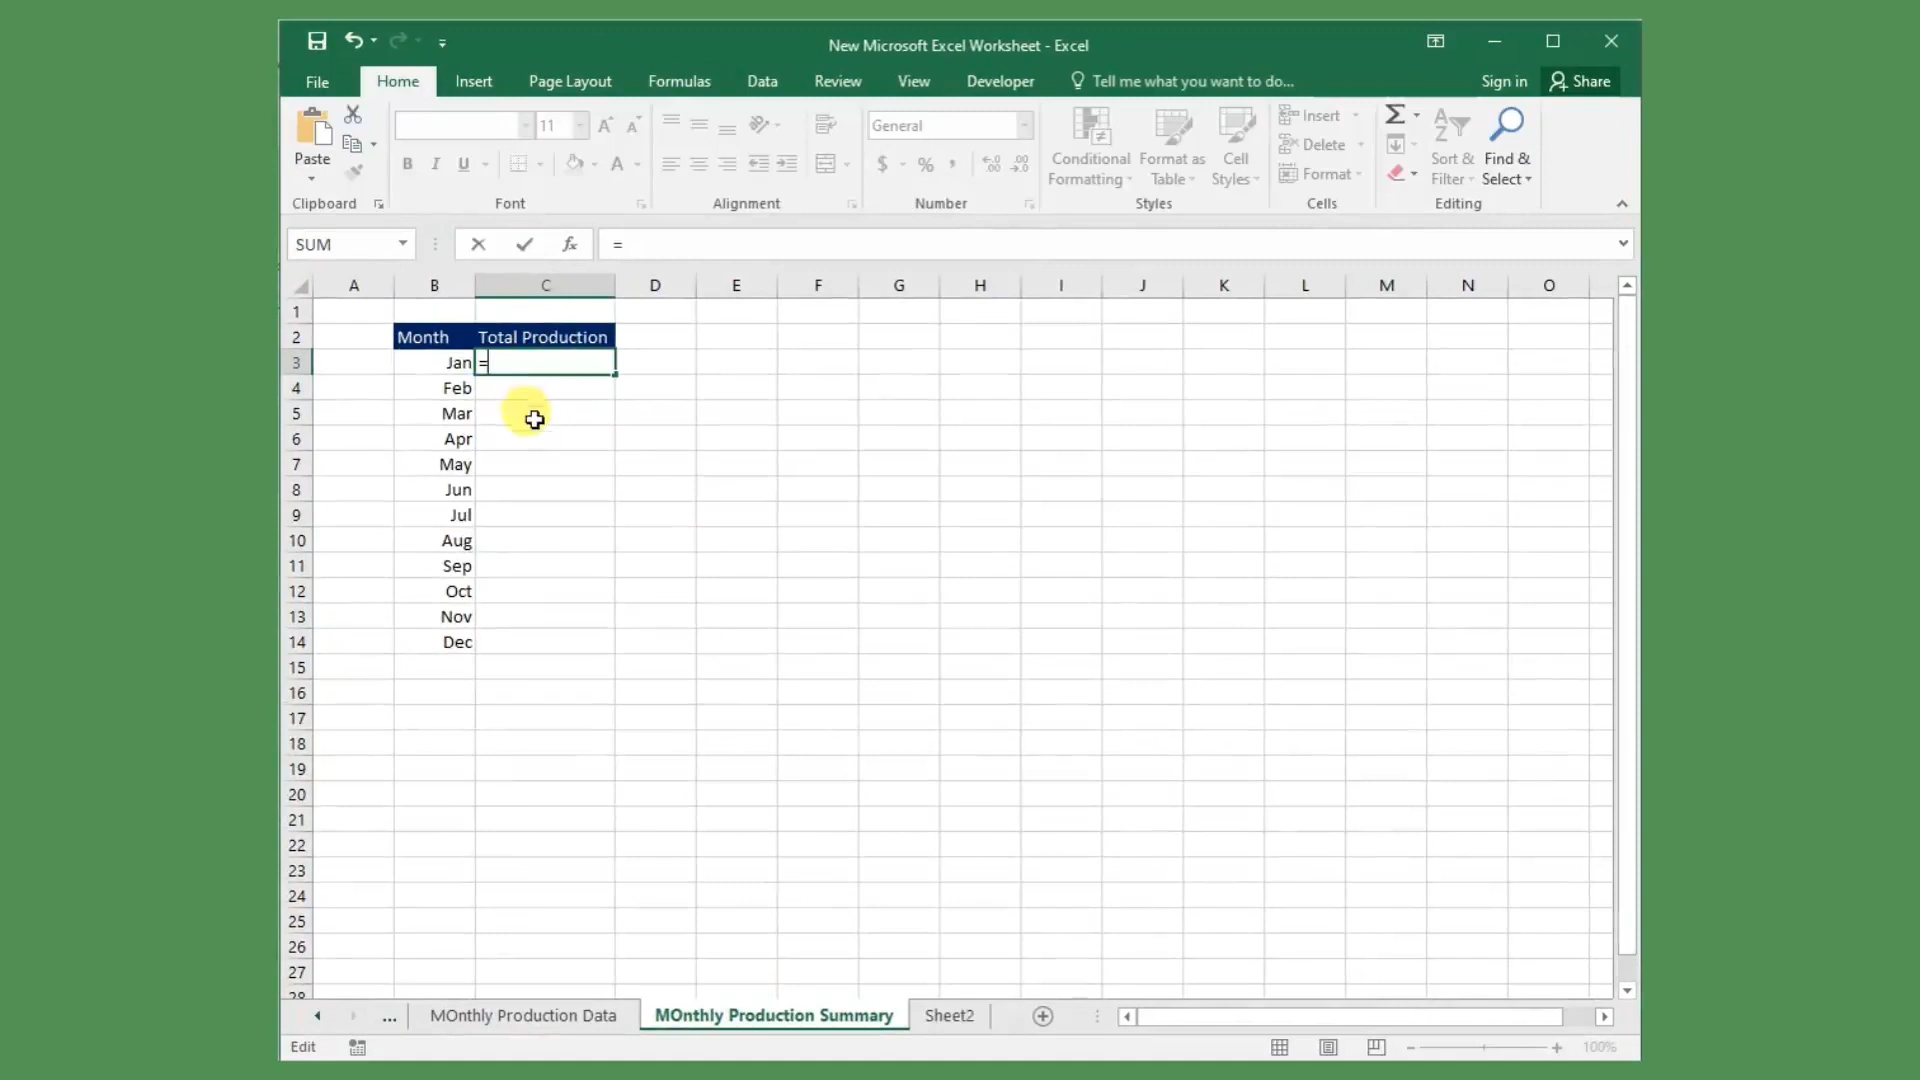 New Microsoft Excel Worksheet - Excel
File Home Insert Page Layout Formulas Data Review View Developer Tell me what you want to do... Sign in Share
Paste
Clipboard
11
B I U A
Font
Alignment
General
$ % ,
Number
Conditional Formatting
Format as Table
Cell Styles
Styles
Insert
Delete
Format
Cells
Sort & Filter
Find & Select
Editing
SUM fx =
A B C D E F G H I J K L M N O
1
2 Month Total Production
3 Jan =
4 Feb
5 Mar
6 Apr
7 May
8 Jun
9 Jul
10 Aug
11 Sep
12 Oct
13 Nov
14 Dec
15
16
17
18
19
20
21
22
23
24
25
26
27
28
... MOnthly Production Data MOnthly Production Summary Sheet2
Edit 100%